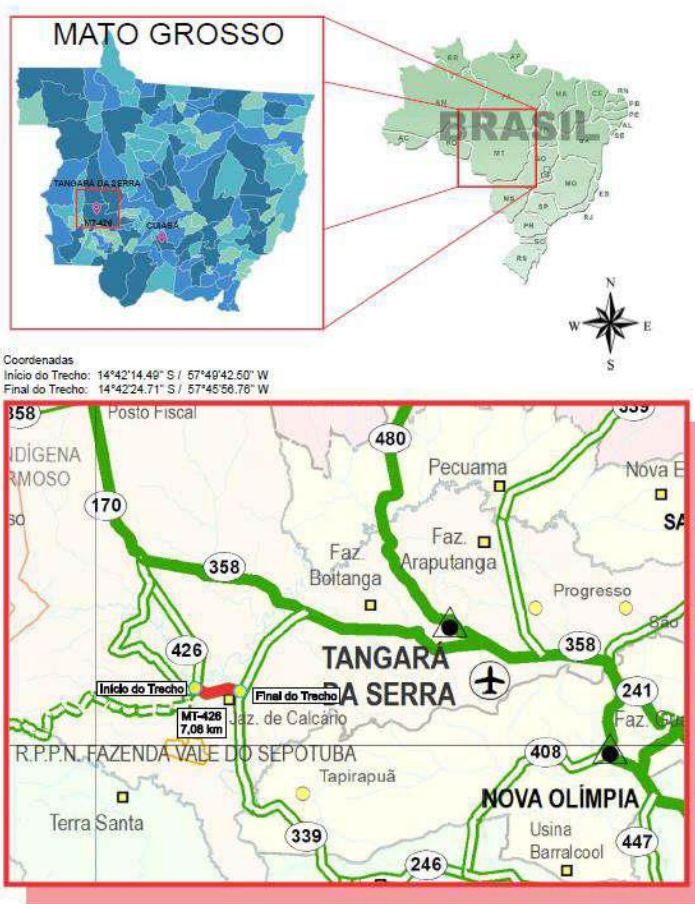 MATO GROSSO
TANGARÁ DA SERRA
MT-426
CUIABÁ
BRASIL
RR
AP
AM
PA
MA
CE
RN
PB
PE
AL
SE
BA
AC
RO
MT
GO
DF
MG
ES
MS
SP
RJ
PR
SC
RS
N
W
E
S
Coordenadas
Início do Trecho: 14°42'14.49" S / 57°49'42.50" W
Final do Trecho: 14°42'24.71" S / 57°45'56.76" W
358
Posto Fiscal
339
480
NDÍGENA
RMOSO
Pecuama
Nova E
SA
170
Faz.
Araputanga
358
Faz.
Boitanga
Progresso
São
426
TANGARÁ
DA SERRA
358
Início do Trecho
Final do Trecho
241
MT-426
7,08 km
Jaz. de Calcário
Faz. Gua
R.P.P.N. FAZENDA VALE DO SEPOTUBA
408
Tapirapuã
NOVA OLÍMPIA
Terra Santa
339
Usina
Barralcool
447
246